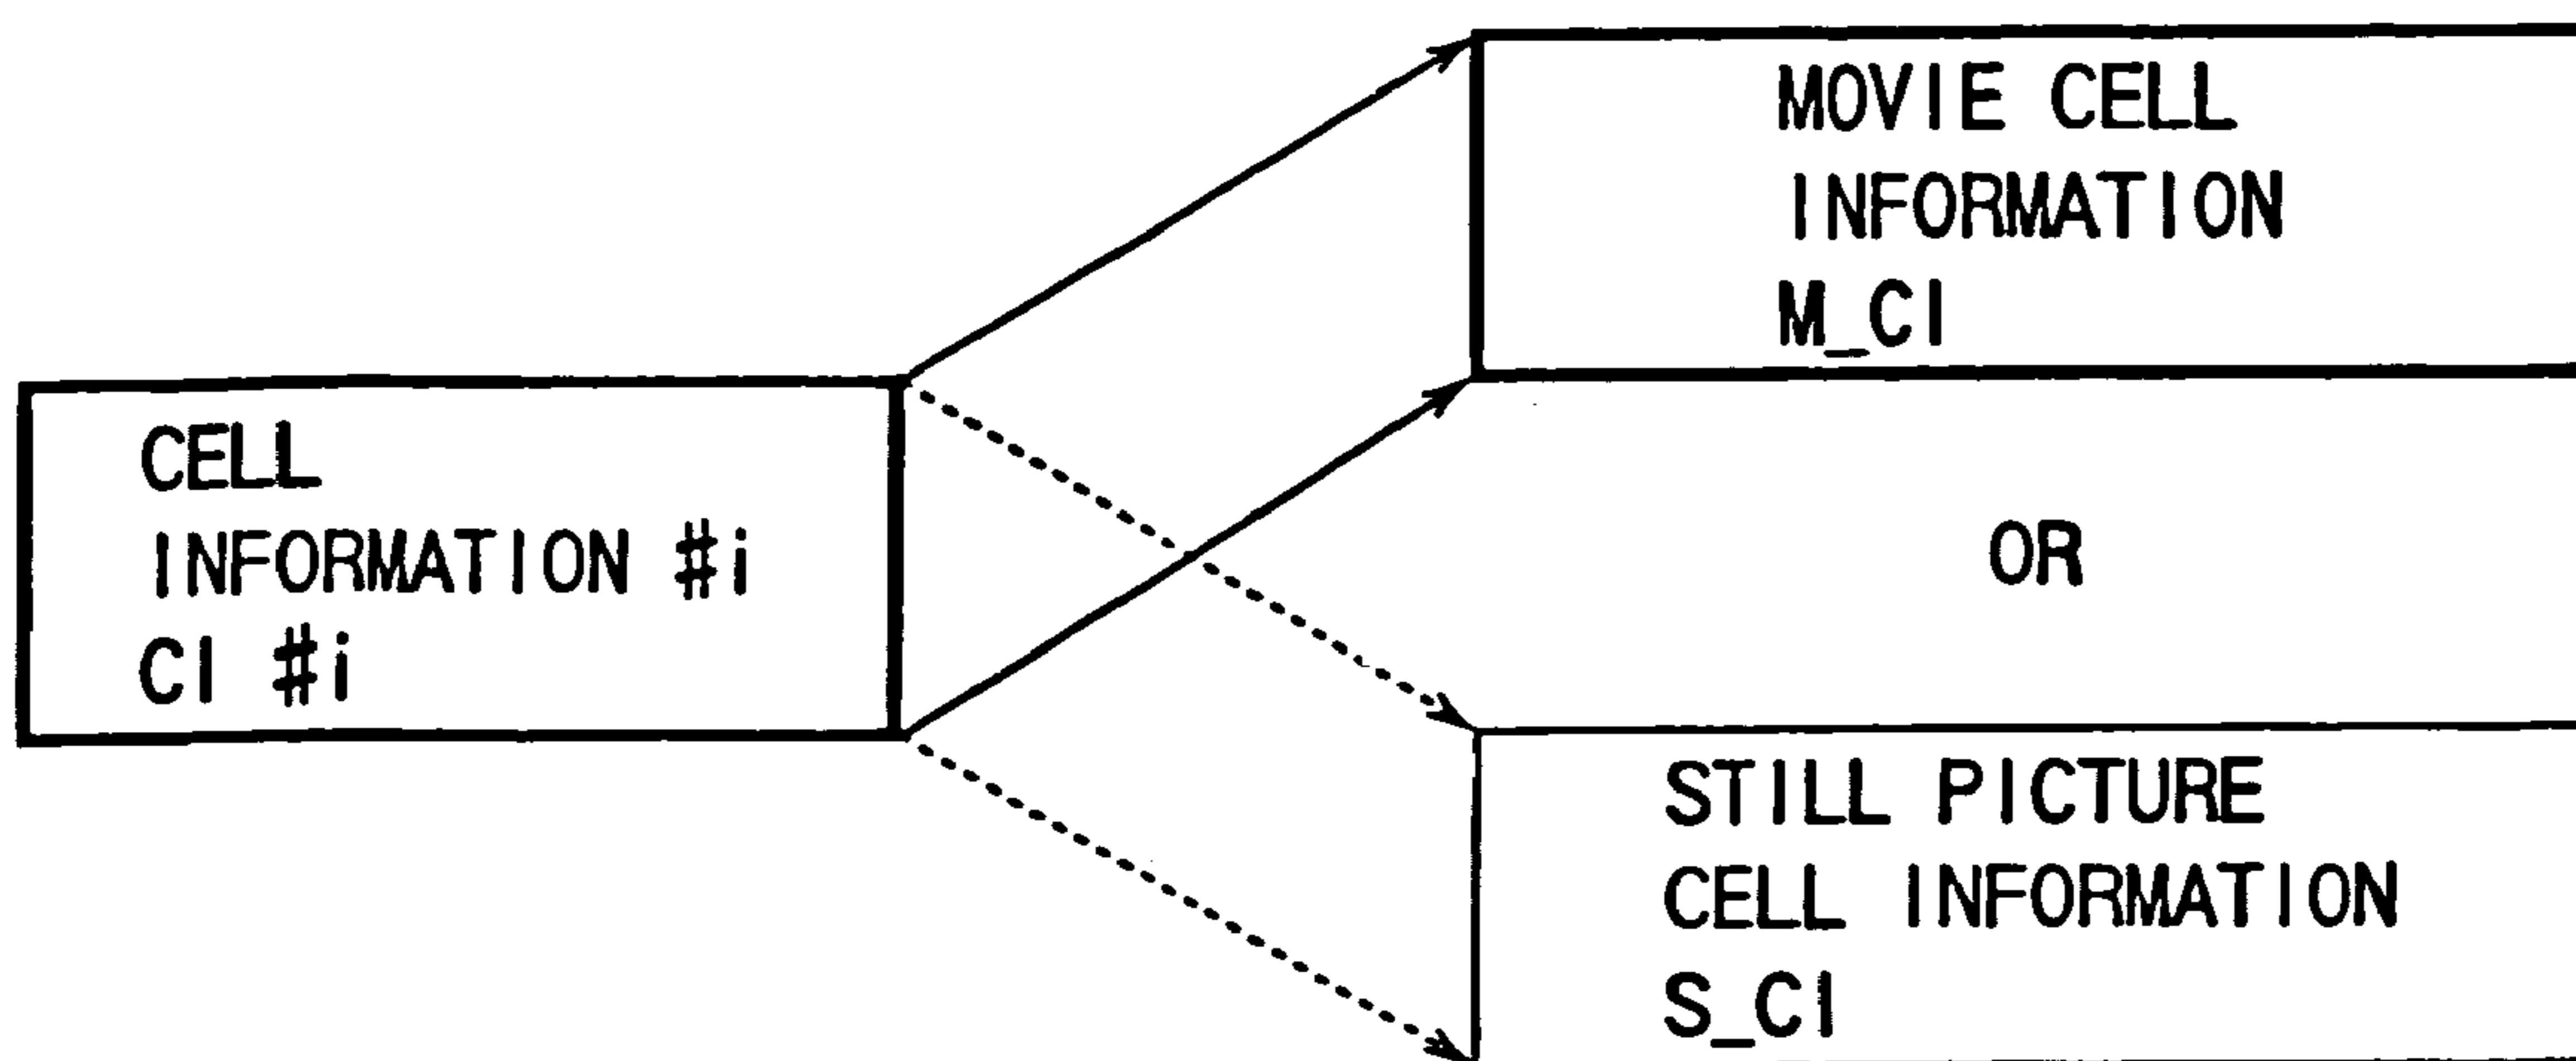 MOVIE CELL
INFORMATION
M_CI
CELL
INFORMATION #i
CI #i
OR
STILL PICTURE
CELL INFORMATION
S_CI